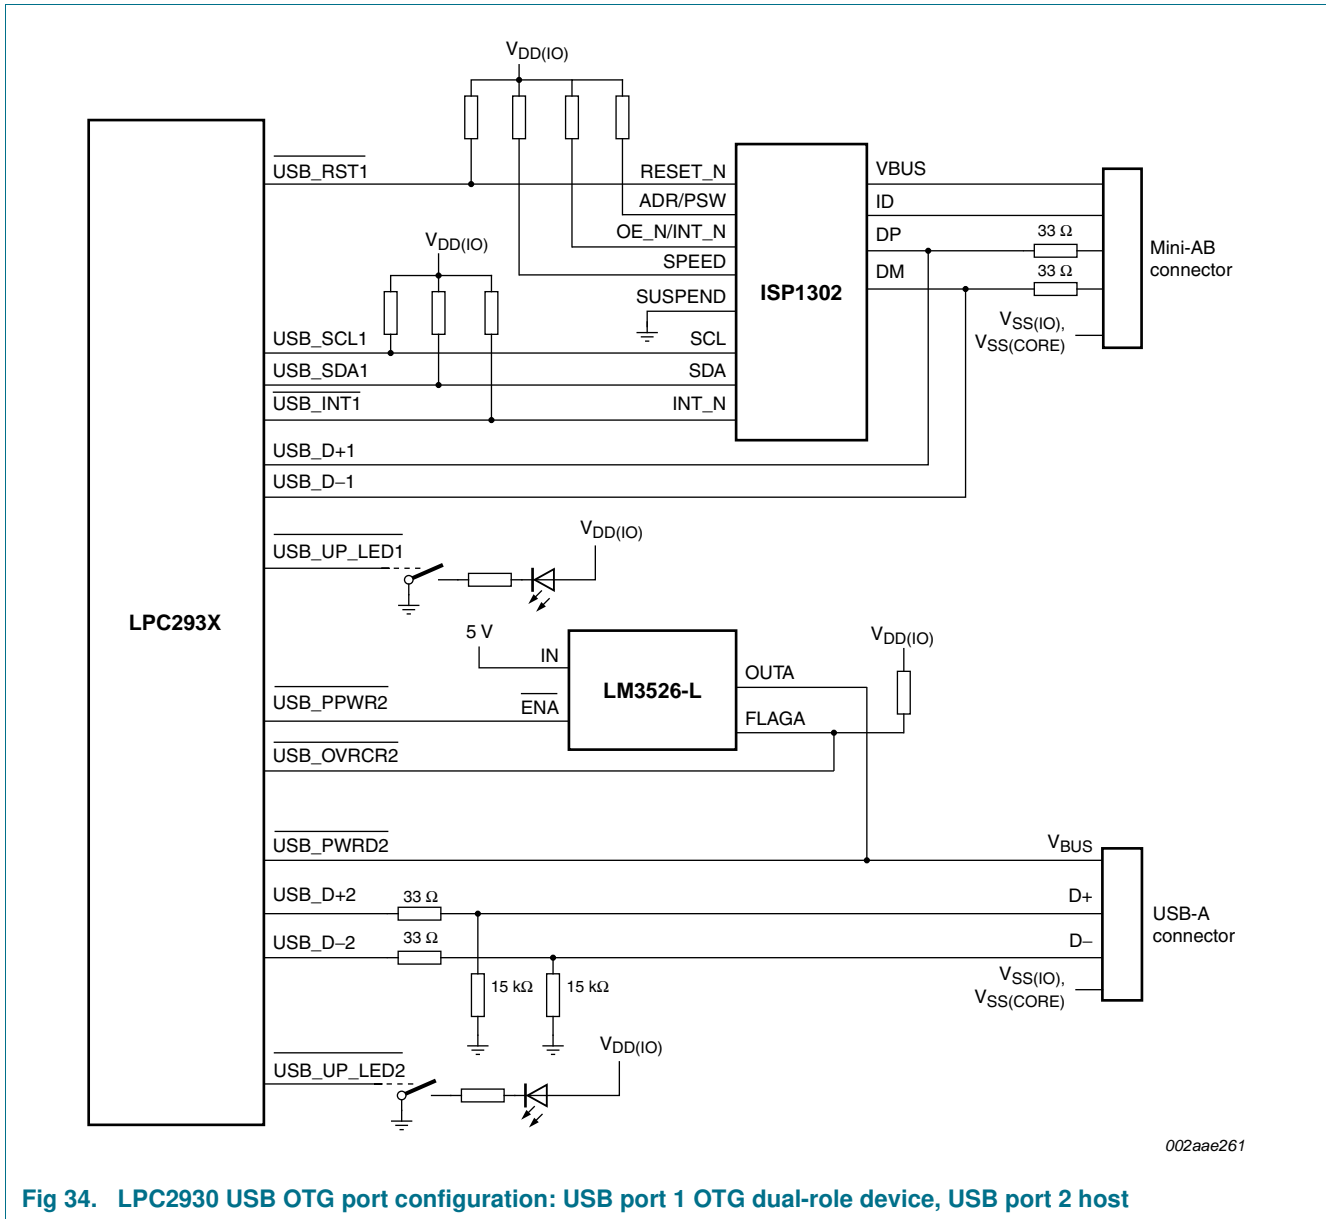 VDD(IO)
USB_RST1
RESET_N
VBUS
ADR/PSW
ID
OE_N/INT_N
DP
33 Ω
VDD(IO)
SPEED
DM
33 Ω
Mini-AB
connector
ISP1302
SUSPEND
VSS(IO),
VSS(CORE)
USB_SCL1
SCL
USB_SDA1
SDA
USB_INT1
INT_N
USB_D+1
USB_D−1
VDD(IO)
USB_UP_LED1
LPC293X
5 V
IN
VDD(IO)
OUTA
LM3526-L
USB_PPWR2
ENA
FLAGA
USB_OVRCR2
USB_PWRD2
VBUS
USB_D+2
33 Ω
D+
USB-A
connector
USB_D−2
33 Ω
D−
15 kΩ
15 kΩ
VSS(IO),
VSS(CORE)
VDD(IO)
USB_UP_LED2
002aae261
Fig 34. LPC2930 USB OTG port configuration: USB port 1 OTG dual-role device, USB port 2 host